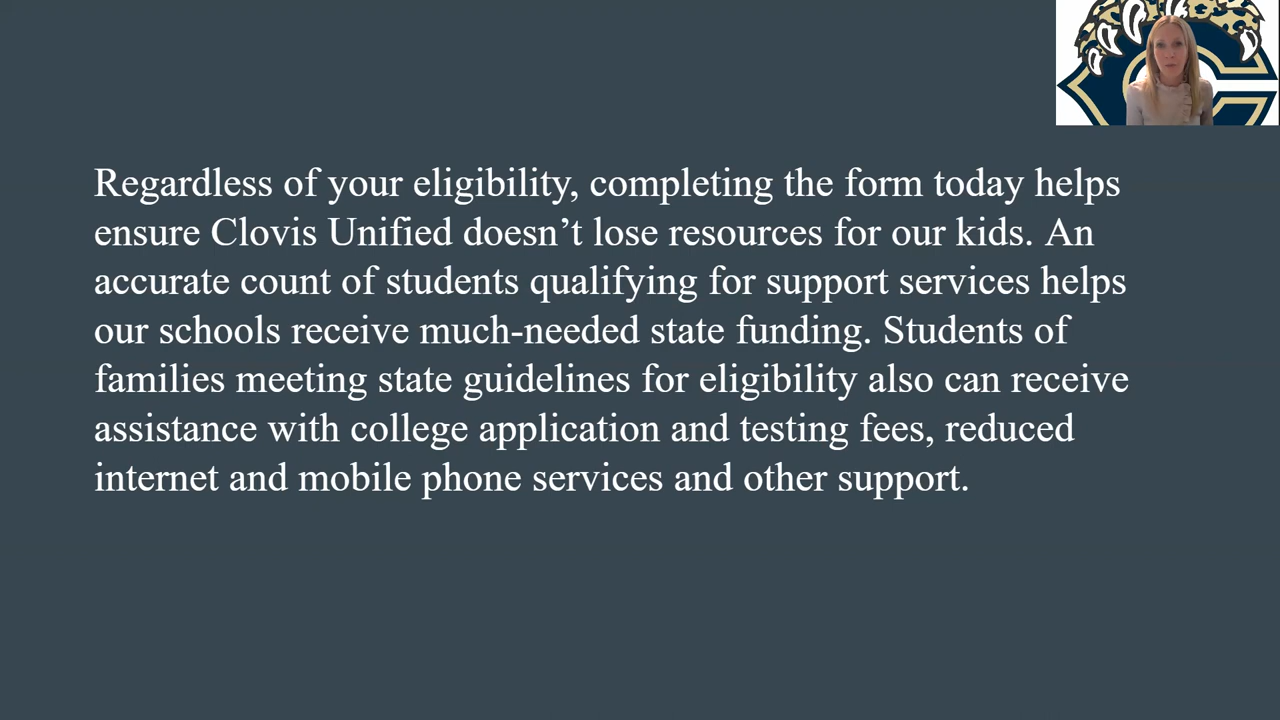 Regardless of your eligibility, completing the form today helps
ensure Clovis Unified doesn’t lose resources for our kids. An
accurate count of students qualifying for support services helps
our schools receive much-needed state funding. Students of
families meeting state guidelines for eligibility also can receive
assistance with college application and testing fees, reduced
internet and mobile phone services and other support.